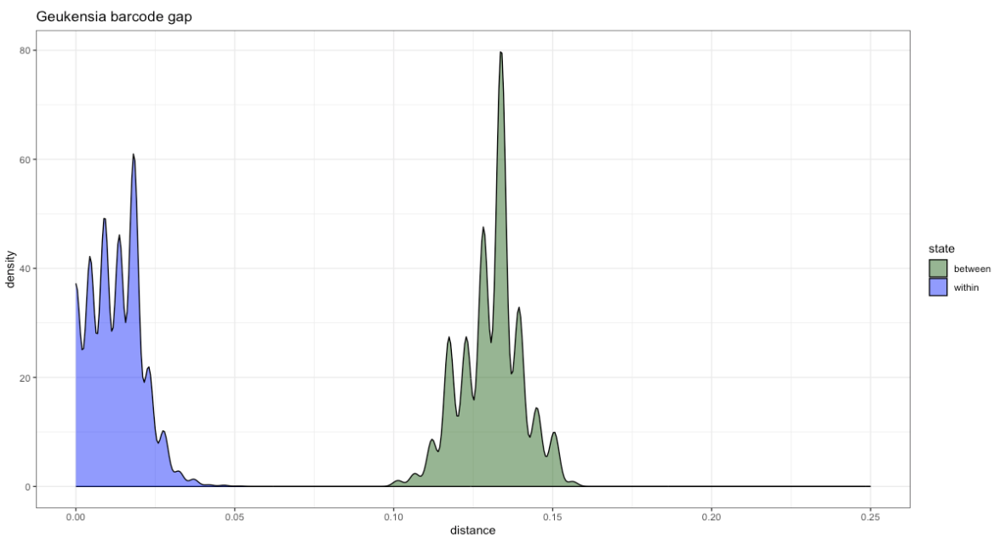 Geukensia barcode gap
80
60
40
20
0
density
0.00 0.05 0.10 0.15 0.20 0.25
distance
state
between
within